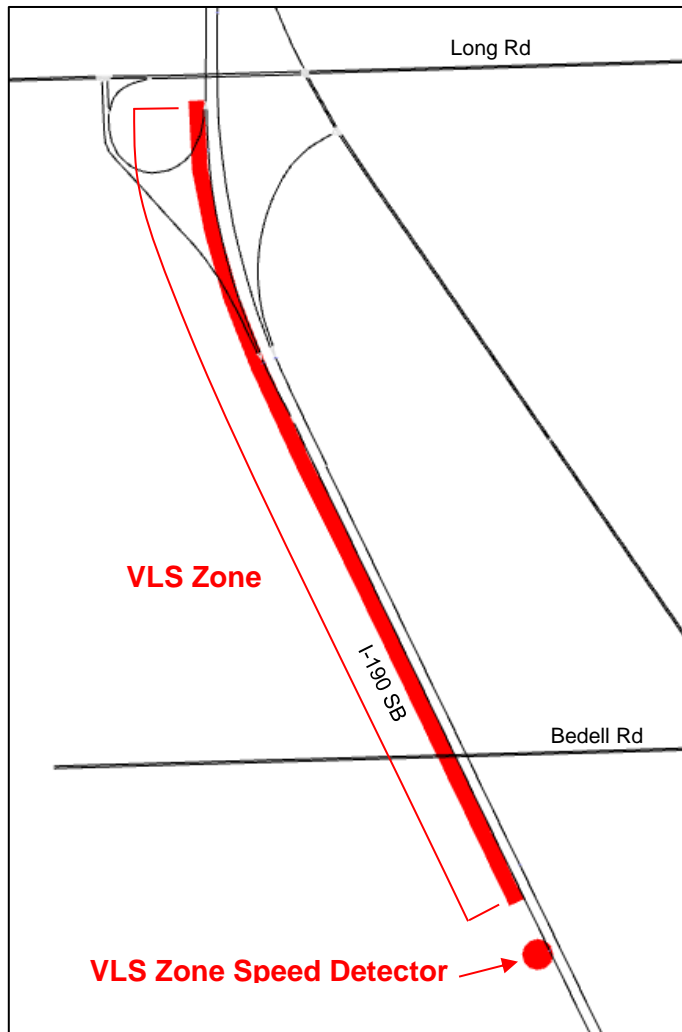 Long Rd
VLS Zone
I-190 SB
Bedell Rd
VLS Zone Speed Detector